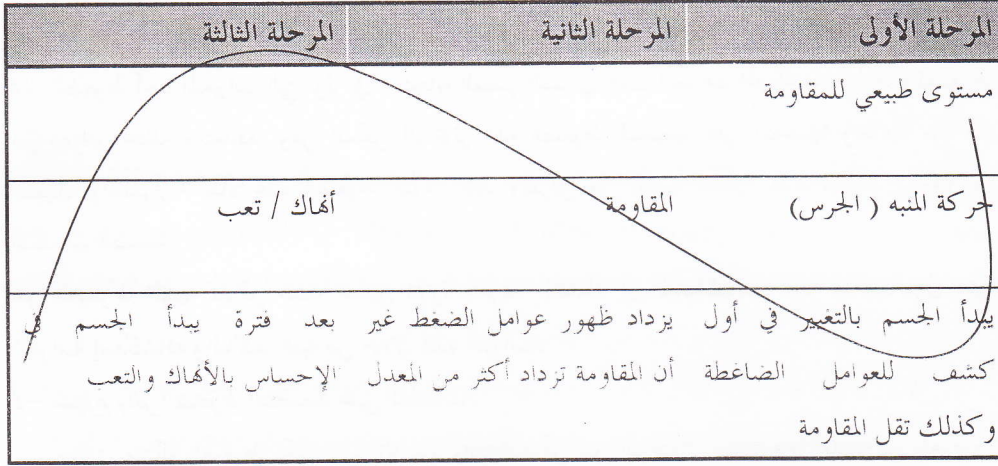 المرحلة الأولى المرحلة الثانية المرحلة الثالثة
مستوى طبيعي للمقاومة
حركة المنبه ( الجرس) المقاومة أنهاك / تعب
يبدأ الجسم بالتغيير في أول يزداد ظهور عوامل الضغط غير بعد فترة يبدأ الجسم في
كشف للعوامل الضاغطة أن المقاومة تزداد أكثر من المعدل الإحساس بالأنهاك والتعب
وكذلك تقل المقاومة